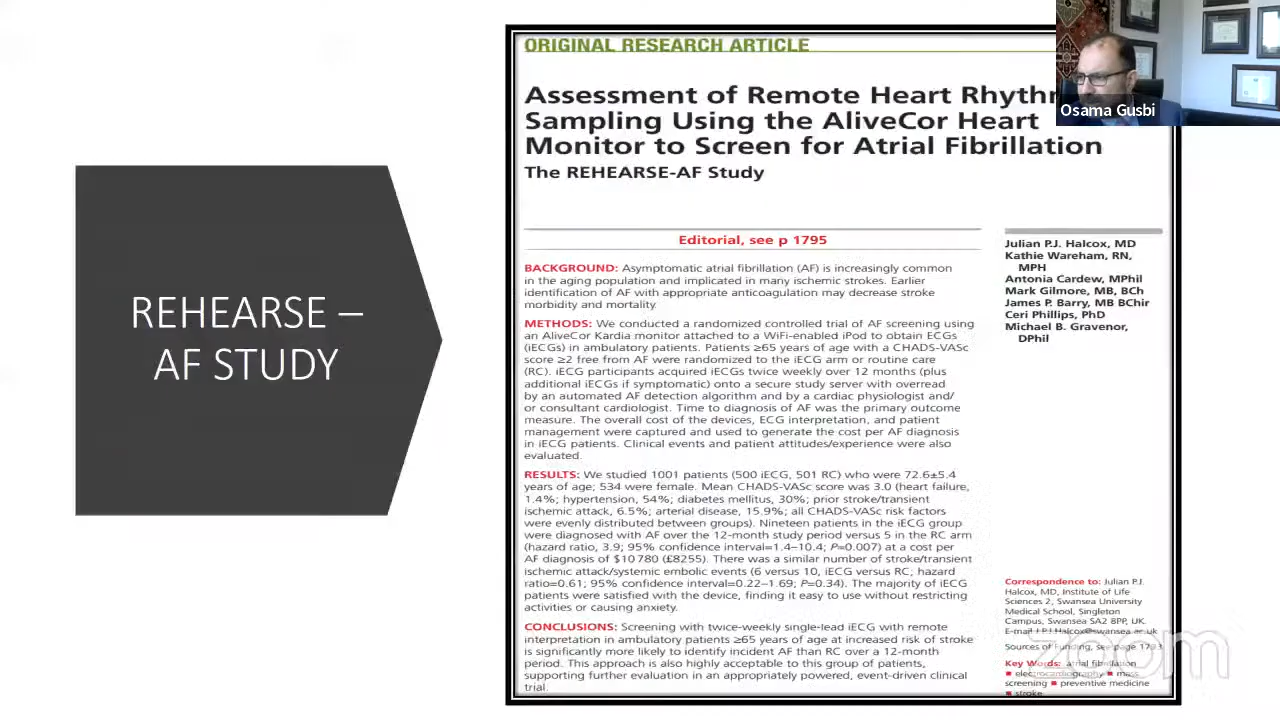 REHEARSE –
AF STUDY
ORIGINAL RESEARCH ARTICLE
Assessment of Remote Heart
Sampling Using the AliveCor Heart
Monitor to Screen for Atrial Fibrillation
The REHEARSE-AF Study
Osama Gusbi
Editorial, see p 1795
BACKGROUND: Asymptomatic atrial fibrillation (AF) is increasingly common
in the aging population and implicated in many ischemic strokes. Earlier
identification of AF with appropriate anticoagulation may decrease stroke
morbidity and mortality.
METHODS: We conducted a randomized controlled trial of AF screening using
an AliveCor Kardia monitor attached to a WiFi-enabled iPod to obtain ECGs
(iECGs) in ambulatory patients. Patients ≥65 years of age with a CHADS-VASc
score ≥2 free from AF were randomized to the iECG arm or routine care
(RC). iECG participants acquired iECGs twice weekly over 12 months (plus
additional iECGs if symptomatic) onto a secure study server with overread
by an automated AF detection algorithm and by a cardiac physiologist and/
or consultant cardiologist. Time to diagnosis of AF was the primary outcome
measure. The overall cost of the devices, ECG interpretation, and patient
management were captured and used to generate the cost per AF diagnosis
in iECG patients. Clinical events and patient attitudes/experience were also
evaluated.
RESULTS: We studied 1001 patients (500 iECG, 501 RC) who were 72.6±5.4
years of age; 534 were female. Mean CHADS-VASc score was 3.0 (heart failure,
1.4%; hypertension, 54%; diabetes mellitus, 30%; prior stroke/transient
ischemic attack, 6.5%; arterial disease, 15.9%; all CHADS-VASc risk factors
were evenly distributed between groups). Nineteen patients in the iECG group
were diagnosed with AF over the 12-month study period versus 5 in the RC arm
(hazard ratio, 3.9; 95% confidence interval=1.4–10.4; P=0.007) at a cost per
AF diagnosis of $10 780 (£8255). There was a similar number of stroke/transient
ischemic attack/systemic embolic events (6 versus 10, iECG versus RC; hazard
ratio=0.61; 95% confidence interval=0.22–1.69; P=0.34). The majority of iECG
patients were satisfied with the device, finding it easy to use without restricting
activities or causing anxiety.
CONCLUSIONS: Screening with twice-weekly single-lead iECG with remote
interpretation in ambulatory patients ≥65 years of age at increased risk of stroke
is significantly more likely to identify incident AF than RC over a 12-month
period. This approach is also highly acceptable to this group of patients,
supporting further evaluation in an appropriately powered, event-driven clinical
trial.
Julian P.J. Halcox, MD
Kathie Wareham, RN,
MPH
Antonia Cardew, MPhil
Mark Gilmore, MB, BCh
James P. Barry, MB BChir
Ceri Phillips, PhD
Michael B. Gravenor,
DPhil
Correspondence to: Julian P.J.
Halcox, MD, Institute of Life
Sciences 2, Swansea University
Medical School, Singleton
Campus, Swansea SA2 8PP, UK.
E-mail J.P.J.Halcox@swansea.ac.uk
Sources of Funding, see page 1793
Key Words: atrial fibrillation
■ electrocardiography ■ mass
screening ■ preventive medicine
■ stroke
zoom